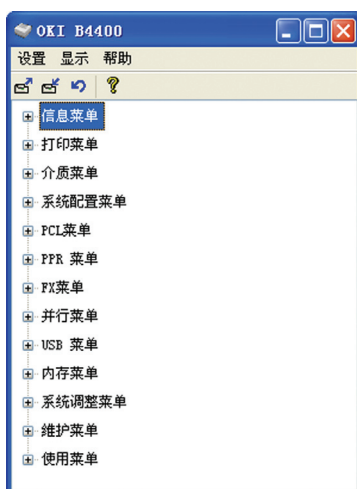 OKI B4400
设置 显示 帮助
信息菜单
打印菜单
介质菜单
系统配置菜单
PCL菜单
PPR 菜单
FX菜单
并行菜单
USB 菜单
内存菜单
系统调整菜单
维护菜单
使用菜单